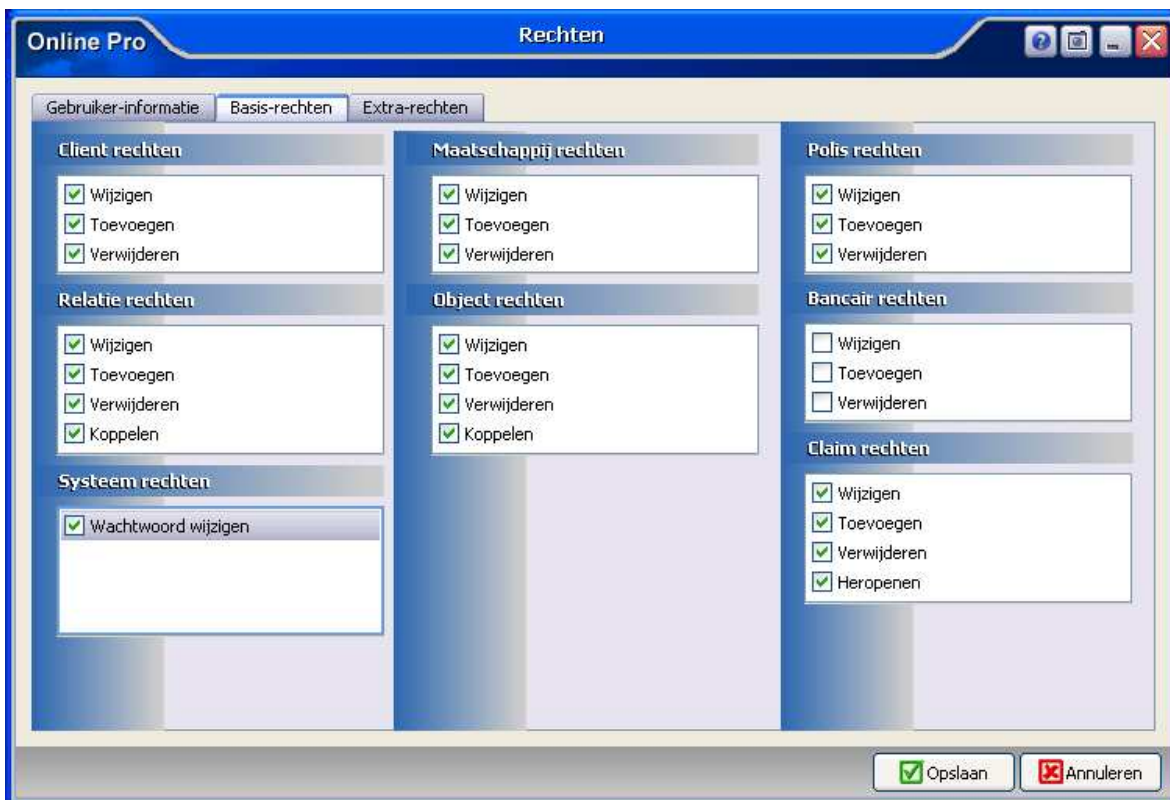 Online Pro
Rechten
Gebruiker-informatie
Basis-rechten
Extra-rechten
Client rechten
Wijzigen
Toevoegen
Verwijderen
Relatie rechten
Wijzigen
Toevoegen
Verwijderen
Koppelen
Systeem rechten
Wachtwoord wijzigen
Maatschappij rechten
Wijzigen
Toevoegen
Verwijderen
Object rechten
Wijzigen
Toevoegen
Verwijderen
Koppelen
Polis rechten
Wijzigen
Toevoegen
Verwijderen
Bancair rechten
Wijzigen
Toevoegen
Verwijderen
Claim rechten
Wijzigen
Toevoegen
Verwijderen
Heropenen
Opslaan
Annuleren